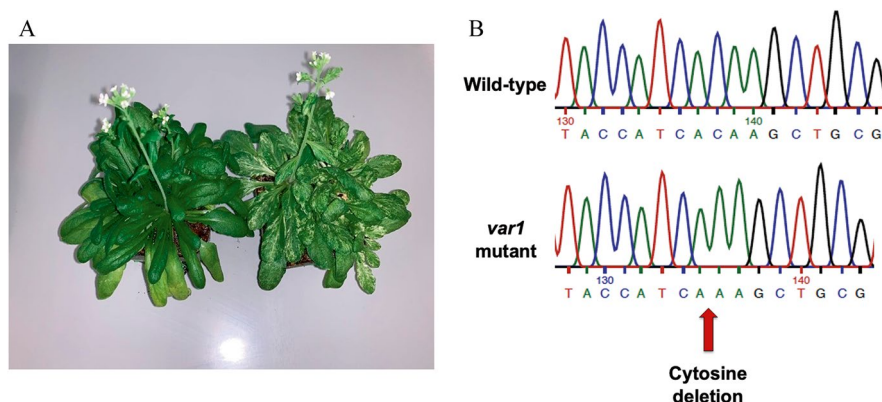 A
B
Wild-type
130 140
T A C C A T C A C A A G C T G C G
var1
mutant
130 140
T A C C A T C A A A G C T G C G
Cytosine
deletion